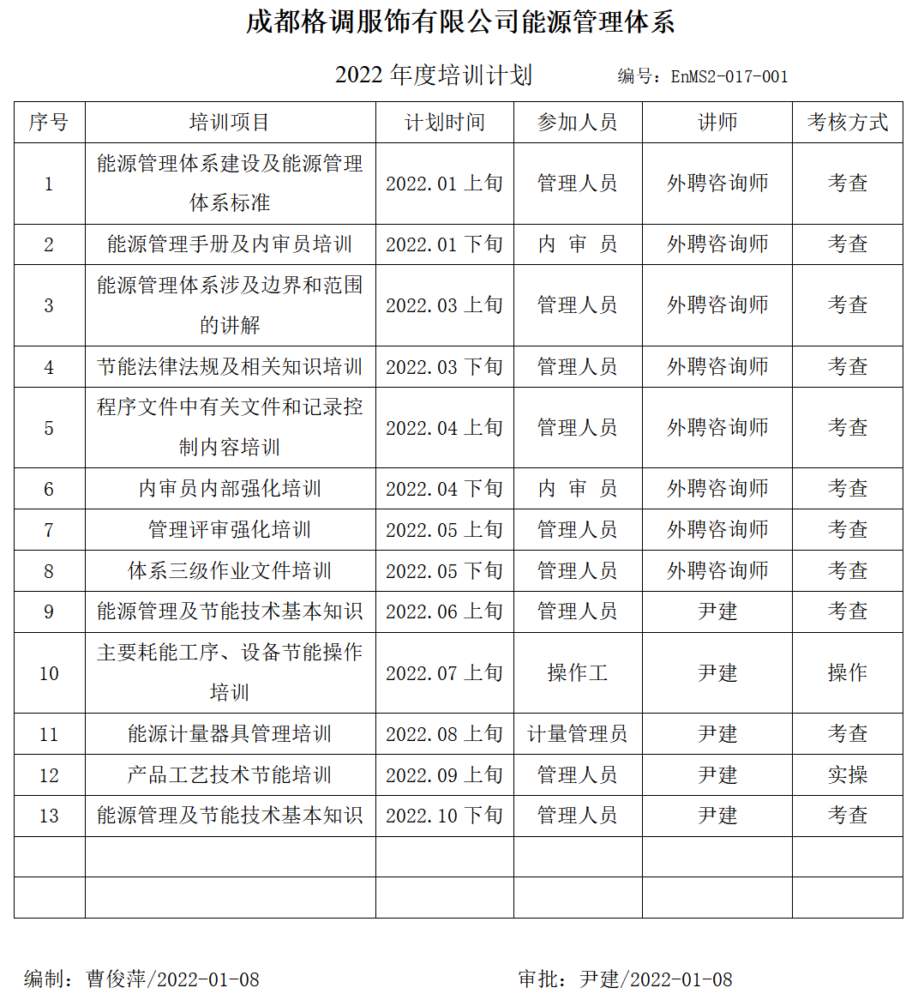 成都格调服饰有限公司能源管理体系
2022 年度培训计划 编号：EnMS2-017-001
序号 培训项目 计划时间 参加人员 讲师 考核方式
1 能源管理体系建设及能源管理
体系标准 2022.01 上旬 管理人员 外聘咨询师 考查
2 能源管理手册及内审员培训 2022.01 下旬 内 审 员 外聘咨询师 考查
3 能源管理体系涉及边界和范围
的讲解 2022.03 上旬 管理人员 外聘咨询师 考查
4 节能法律法规及相关知识培训 2022.03 下旬 管理人员 外聘咨询师 考查
5 程序文件中有关文件和记录控
制内容培训 2022.04 上旬 管理人员 外聘咨询师 考查
6 内审员内部强化培训 2022.04 下旬 内 审 员 外聘咨询师 考查
7 管理评审强化培训 2022.05 上旬 管理人员 外聘咨询师 考查
8 体系三级作业文件培训 2022.05 下旬 管理人员 外聘咨询师 考查
9 能源管理及节能技术基本知识 2022.06 上旬 管理人员 尹建 考查
10 主要耗能工序、设备节能操作
培训 2022.07 上旬 操作工 尹建 操作
11 能源计量器具管理培训 2022.08 上旬 计量管理员 尹建 考查
12 产品工艺技术节能培训 2022.09 上旬 管理人员 尹建 实操
13 能源管理及节能技术基本知识 2022.10 下旬 管理人员 尹建 考查
编制：曹俊萍/2022-01-08 审批：尹建/2022-01-08